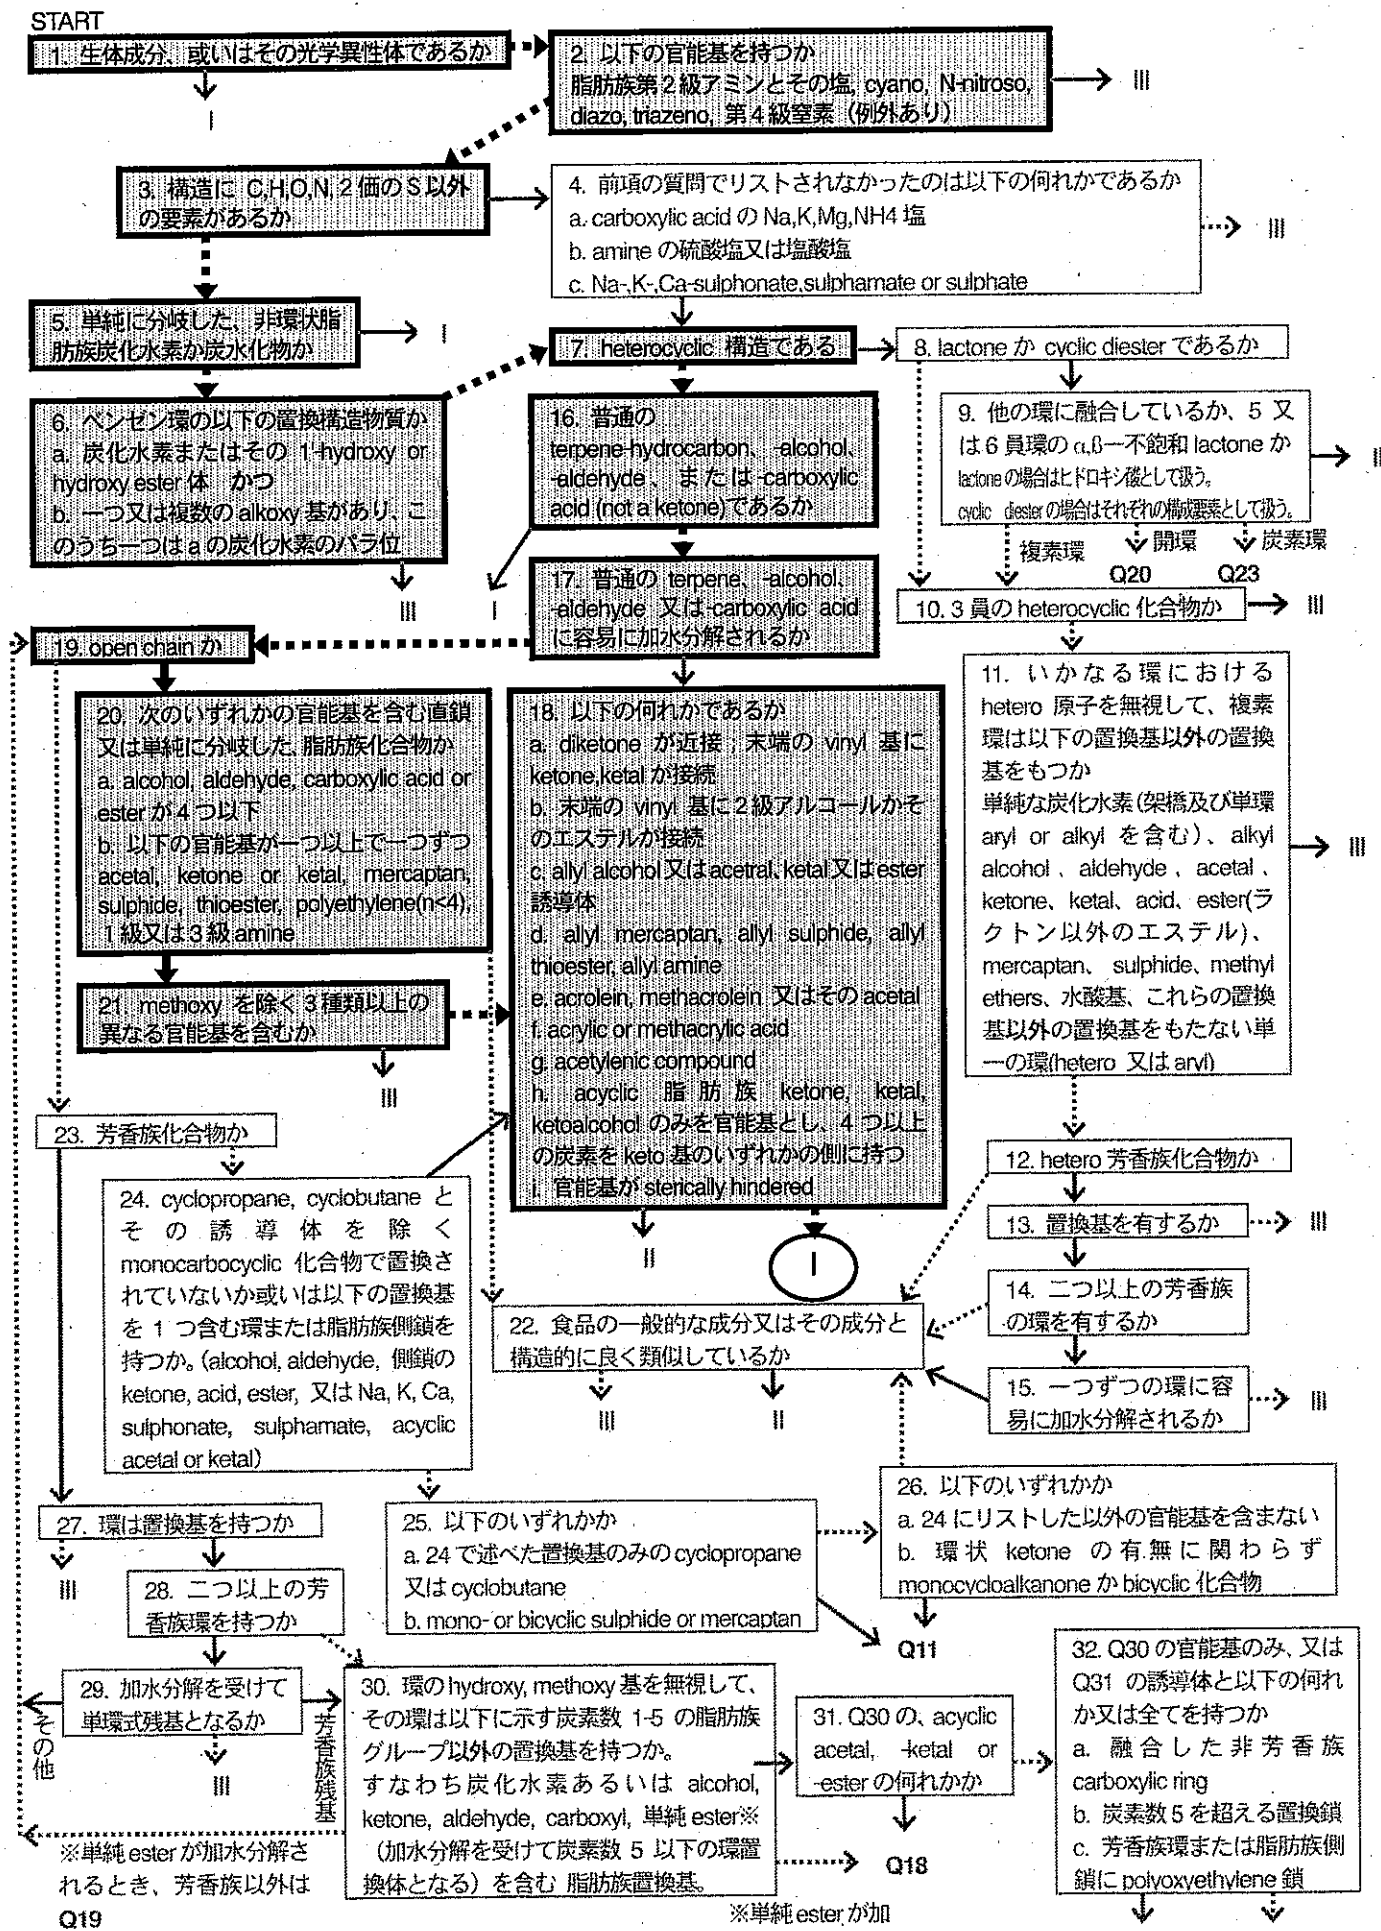 START
1. 生体成分、或いはその光学異性体であるか
I
2. 以下の官能基を持つか
脂肪族第2級アミンとその塩, cyano, N-nitroso,
diazo, triazeno, 第4級窒素（例外あり）
III
3. 構造に C,H,O,N, 2価のS以外
の要素があるか
4. 前項の質問でリストされなかったのは以下の何れかであるか
a. carboxylic acid の Na,K,Mg,NH4 塩
b. amine の硫酸塩又は塩酸塩
c. Na-,K-,Ca-sulphonate,sulphamate or sulphate
III
5. 単純に分岐した、非環状脂
肪族炭化水素か炭水化物か
I
6. ベンゼン環の以下の置換構造物質か
a. 炭化水素またはその 1'-hydroxy or
hydroxy ester 体 かつ
b. 一つ又は複数の alkoxy 基があり、こ
のうち一つは a の炭化水素のパラ位
III
7. heterocyclic 構造である
8. lactone か cyclic diester であるか
9. 他の環に融合しているか、5 又
は 6 員環の α,β－不飽和 lactone か
lactone の場合はヒドロキシ酸として扱う。
cyclic diester の場合はそれぞれの構成要素として扱う。
複素環
開環
炭素環
Q20
Q23
10. 3 員の heterocyclic 化合物か
III
16. 普通の
terpene-hydrocarbon、-alcohol、
-aldehyde、または-carboxylic
acid (not a ketone)であるか
I
17. 普通の terpene、-alcohol、
-aldehyde 又は-carboxylic acid
に容易に加水分解されるか
19. open chain か
11. いかなる環における
hetero 原子を無視して、複素
環は以下の置換基以外の置換
基をもつか
単純な炭化水素(架橋及び単環
aryl or alkyl を含む)、alkyl
alcohol、aldehyde、acetal、
ketone、ketal、acid、ester(ラ
クトン以外のエステル)、
mercaptan、sulphide、methyl
ethers、水酸基、これらの置換
基以外の置換基をもたない単
一の環(hetero 又は aryl)
III
20. 次のいずれかの官能基を含む直鎖
又は単純に分岐した、脂肪族化合物か
a. alcohol, aldehyde, carboxylic acid or
ester が 4 つ以下
b. 以下の官能基が一つ以上で一つずつ
acetal, ketone or ketal, mercaptan,
sulphide, thioester, polyethylene(n<4),
1 級又は 3 級 amine
18. 以下の何れかであるか
a. diketone が近接；末端の vinyl 基に
ketone,ketal が接続
b. 末端の vinyl 基に2級アルコールかそ
のエステルが接続
c. allyl alcohol 又は acetral、ketal 又は ester
誘導体
d. allyl mercaptan, allyl sulphide, allyl
thioester, allyl amine
e. acrolein, methacrolein 又はその acetal
f. acrylic or methacrylic acid
g. acetylenic compound
h. acyclic 脂肪族 ketone, ketal,
ketoalcohol のみを官能基とし、4 つ以上
の炭素を keto 基のいずれかの側に持つ
i. 官能基が sterically hindered
II
I
21. methoxy を除く 3 種類以上の
異なる官能基を含むか
III
23. 芳香族化合物か
12. hetero 芳香族化合物か
13. 置換基を有するか
III
14. 二つ以上の芳香族
の環を有するか
15. 一つずつの環に容
易に加水分解されるか
III
24. cyclopropane, cyclobutane と
その誘導体を除く
monocarbocyclic 化合物で置換さ
れていないか或いは以下の置換基
を 1 つ含む環または脂肪族側鎖を
持つか。(alcohol, aldehyde, 側鎖の
ketone, acid, ester, 又は Na, K, Ca,
sulphonate, sulphamate, acyclic
acetal or ketal)
22. 食品の一般的な成分又はその成分と
構造的に良く類似しているか
III
II
25. 以下のいずれかか
a. 24 で述べた置換基のみの cyclopropane
又は cyclobutane
b. mono- or bicyclic sulphide or mercaptan
26. 以下のいずれかか
a. 24 にリストした以外の官能基を含まない
b. 環状 ketone の有無に関わらず
monocycloalkanone か bicyclic 化合物
Q11
27. 環は置換基を持つか
III
28. 二つ以上の芳
香族環を持つか
29. 加水分解を受けて
単環式残基となるか
その他
芳香族残基
III
30. 環の hydroxy, methoxy 基を無視して、
その環は以下に示す炭素数 1-5 の脂肪族
グループ以外の置換基を持つか。
すなわち炭化水素あるいは alcohol,
ketone, aldehyde, carboxyl, 単純 ester※
（加水分解を受けて炭素数 5 以下の環置
換体となる）を含む 脂肪族置換基。
31. Q30 の、acyclic
acetal, -ketal or
-ester の何れかか
Q18
32. Q30 の官能基のみ、又は
Q31 の誘導体と以下の何れ
か又は全てを持つか
a. 融合した非芳香族
carboxylic ring
b. 炭素数 5 を超える置換鎖
c. 芳香族環または脂肪族側
鎖に polyoxyethylene 鎖
※単純 ester が加水分解さ
れるとき、芳香族以外は
Q19
※単純 ester が加